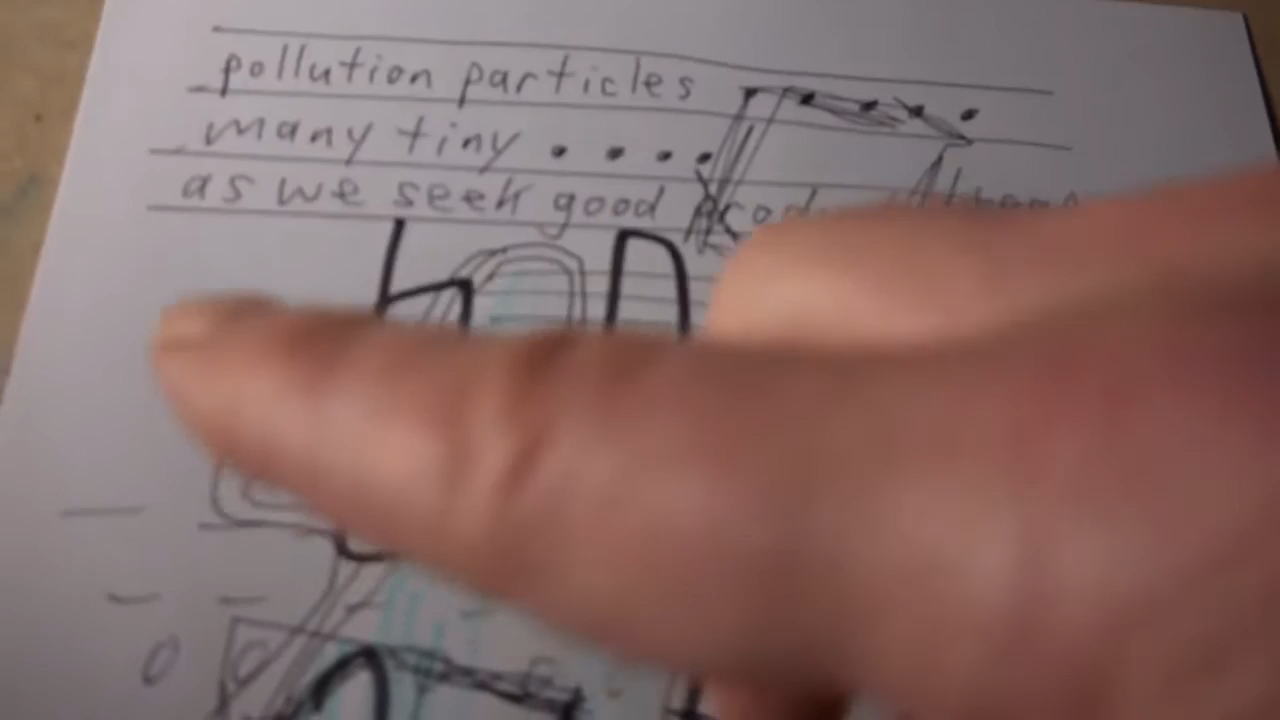 pollution particles
many tiny
as we seek good